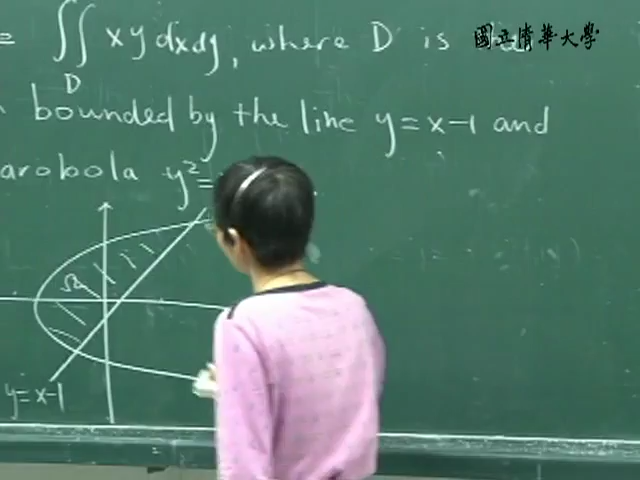 = ∬ xy dxdy, where D is the
D
bounded by the line y=x-1 and
arabola y²=
y=x-1
國立清華大學